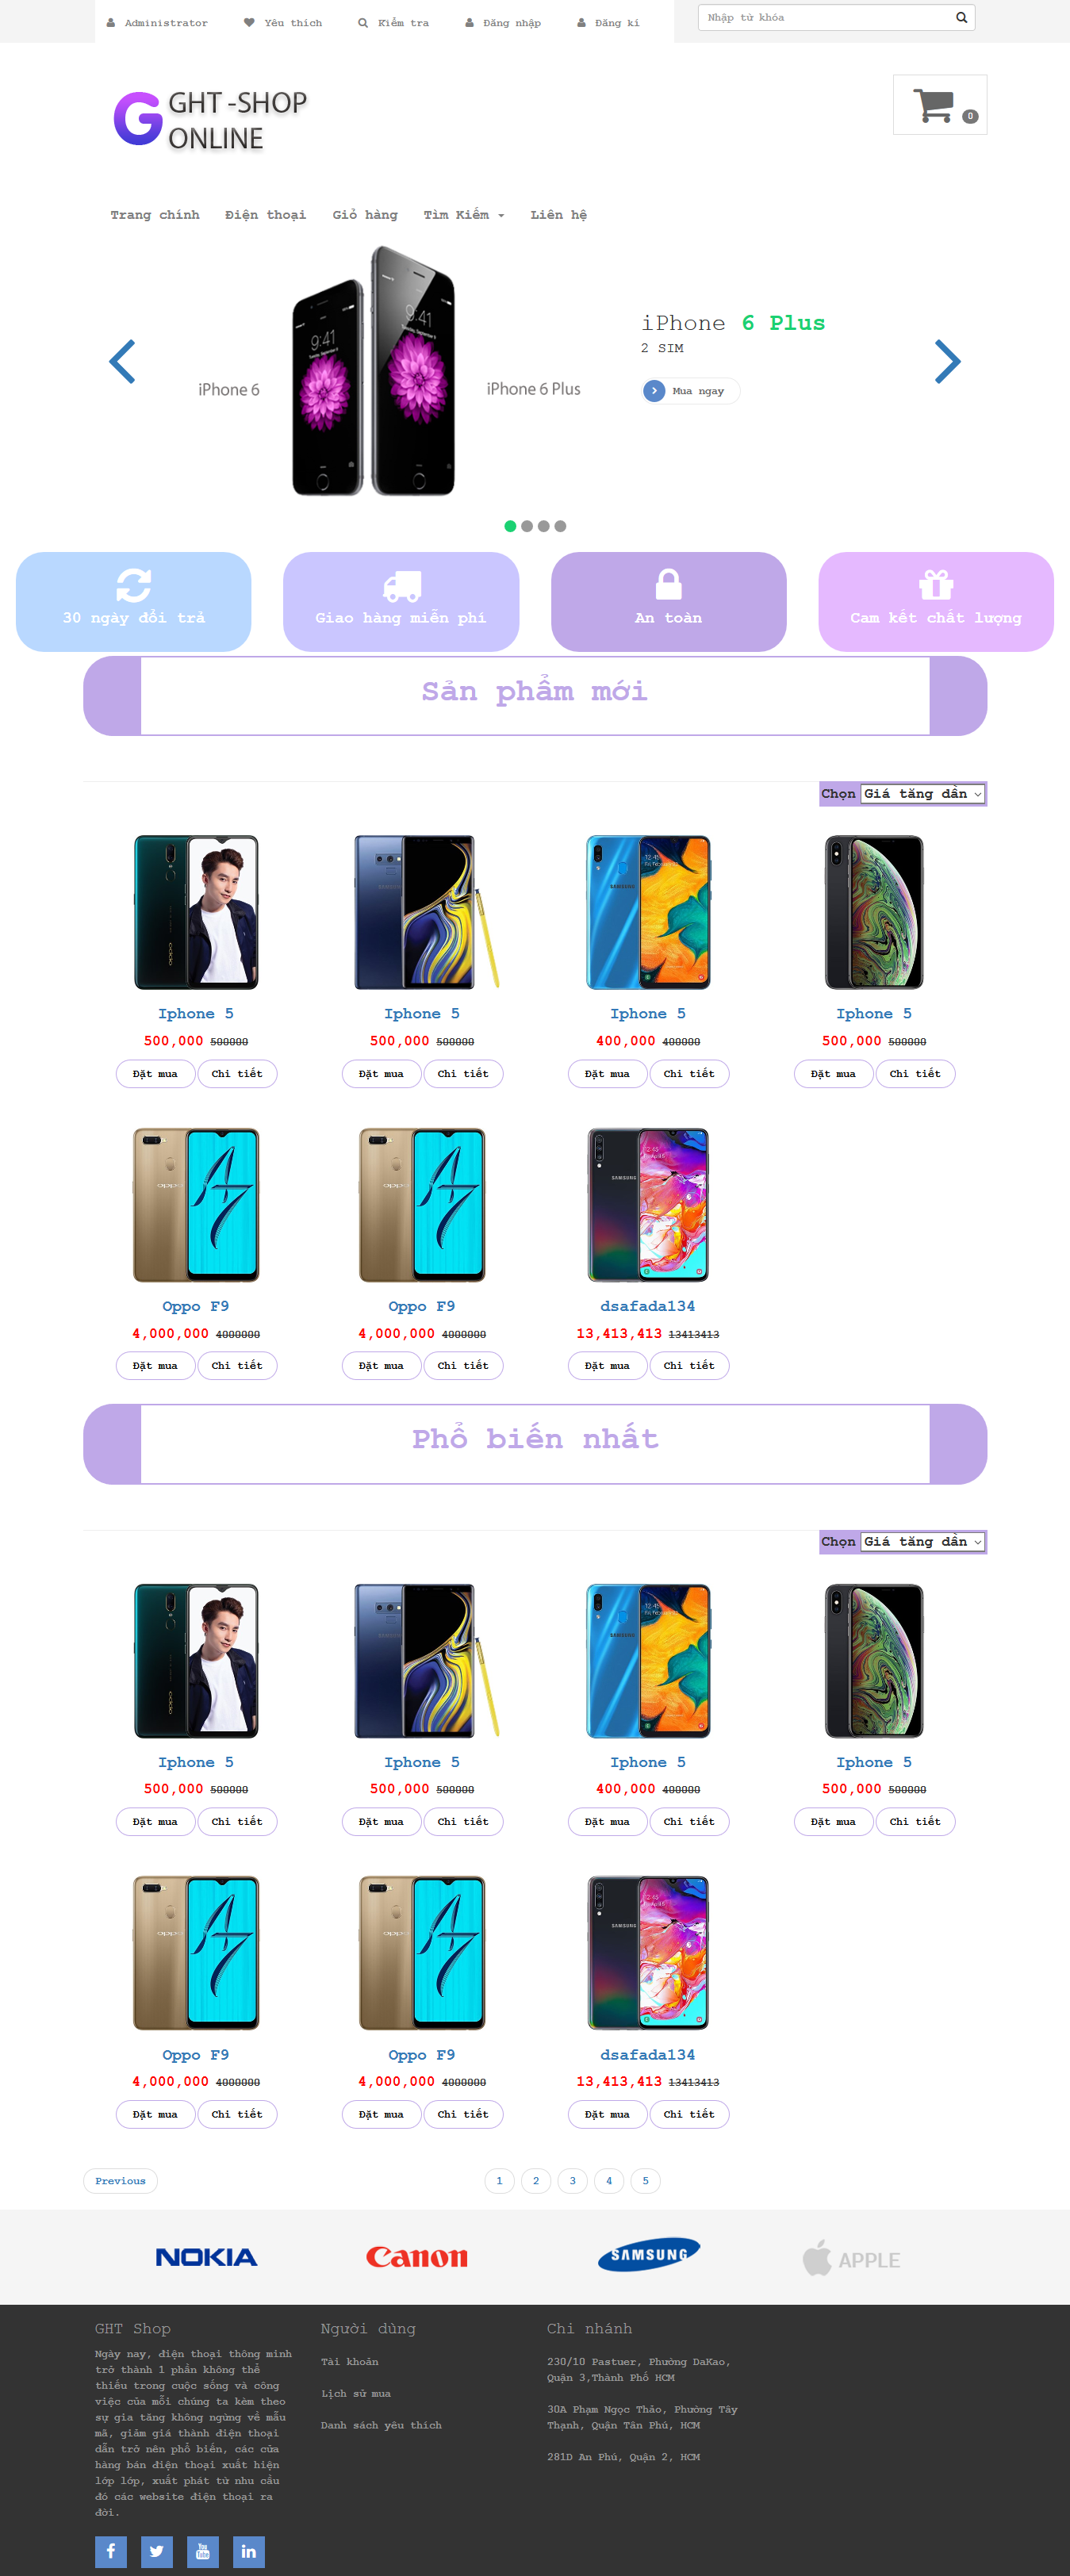 Administrator Yêu thích Kiểm tra Đăng nhập Đăng kí Nhập từ khóa
GHT -SHOP
ONLINE
0
Trang chính Điện thoại Giỏ hàng Tìm Kiếm Liên hệ
9:41 9:41
iPhone 6 iPhone 6 Plus
iPhone 6 Plus
2 SIM
Mua ngay
30 ngày đổi trả Giao hàng miễn phí An toàn Cam kết chất lượng
Sản phẩm mới
Chọn Giá tăng dần
Iphone 5 Iphone 5 Iphone 5 Iphone 5
500,000 500000 500,000 500000 400,000 400000 500,000 500000
Đặt mua Chi tiết Đặt mua Chi tiết Đặt mua Chi tiết Đặt mua Chi tiết
Oppo F9 Oppo F9 dsafada134
4,000,000 4000000 4,000,000 4000000 13,413,413 13413413
Đặt mua Chi tiết Đặt mua Chi tiết Đặt mua Chi tiết
Phổ biến nhất
Chọn Giá tăng dần
Iphone 5 Iphone 5 Iphone 5 Iphone 5
500,000 500000 500,000 500000 400,000 400000 500,000 500000
Đặt mua Chi tiết Đặt mua Chi tiết Đặt mua Chi tiết Đặt mua Chi tiết
Oppo F9 Oppo F9 dsafada134
4,000,000 4000000 4,000,000 4000000 13,413,413 13413413
Đặt mua Chi tiết Đặt mua Chi tiết Đặt mua Chi tiết
Previous 1 2 3 4 5
NOKIA Canon SAMSUNG APPLE
GHT Shop
Ngày nay, điện thoại thông minh
trở thành 1 phần không thể
thiếu trong cuộc sống và công
việc của mỗi chúng ta kèm theo
sự gia tăng không ngừng về mẫu
mã, giảm giá thành điện thoại
dẫn trở nên phổ biến, các cửa
hàng bán điện thoại xuất hiện
lớp lớp, xuất phát từ nhu cầu
đó các website điện thoại ra
đời.
Người dùng
Tài khoản
Lịch sử mua
Danh sách yêu thích
Chi nhánh
230/10 Pastuer, Phường DaKao,
Quận 3,Thành Phố HCM
30A Phạm Ngọc Thảo, Phường Tây
Thạnh, Quận Tân Phú, HCM
281D An Phú, Quận 2, HCM